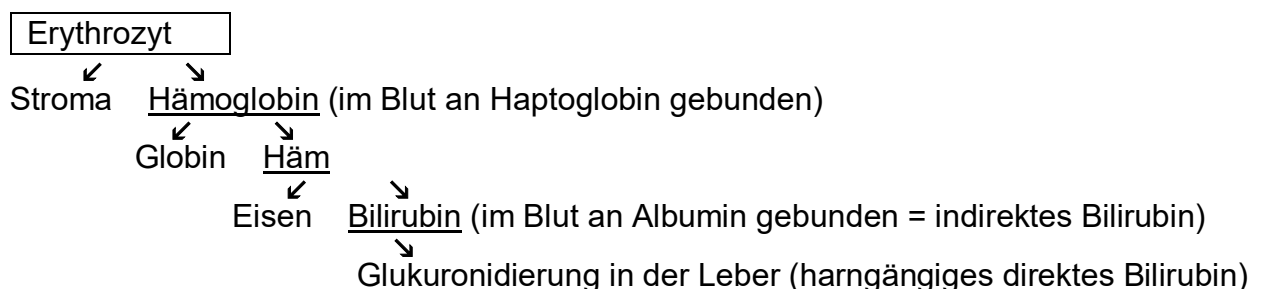 Erythrozyt
↙ ↘
Stroma Hämoglobin (im Blut an Haptoglobin gebunden)
↙ ↘
Globin Häm
↙ ↘
Eisen Bilirubin (im Blut an Albumin gebunden = indirektes Bilirubin)
↘
Glukuronidierung in der Leber (harngängiges direktes Bilirubin)